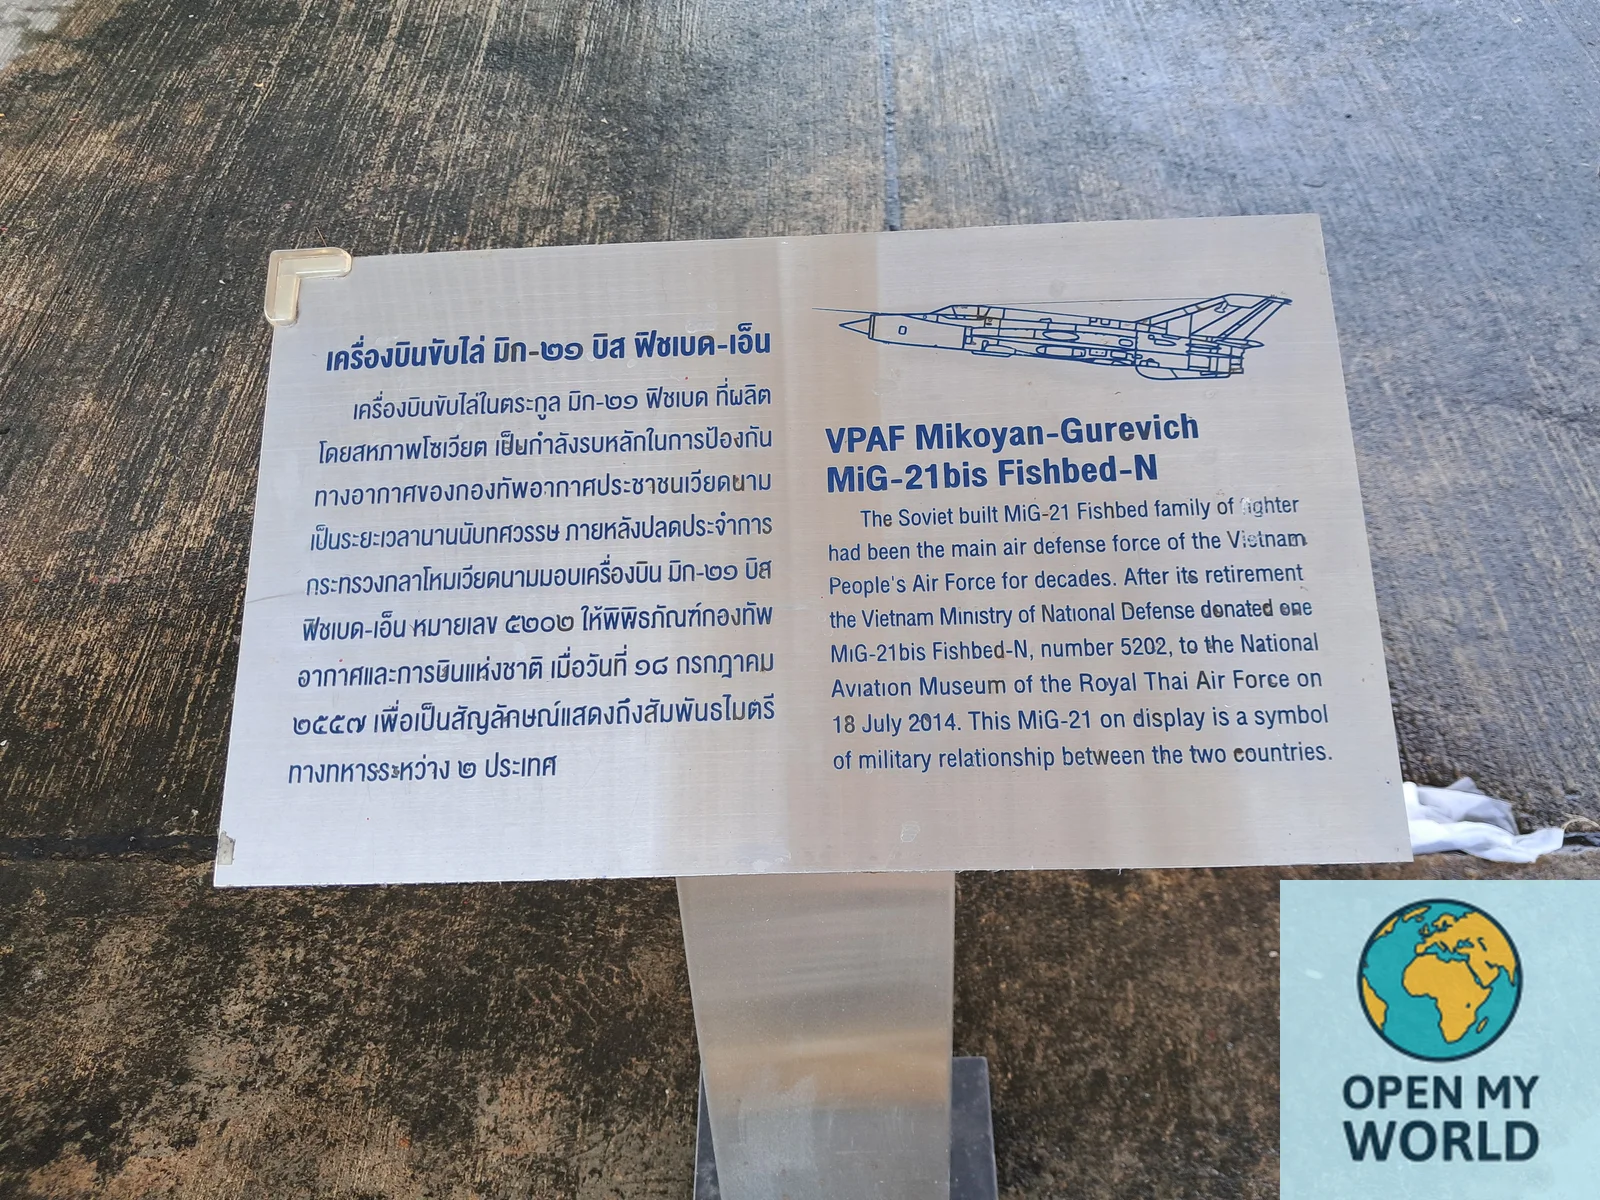 เครื่องบินขับไล่ มิก-๒๑ บิส ฟิชเบด-เอ็น
เครื่องบินขับไล่ในตระกูล มิก-๒๑ ฟิชเบด ที่ผลิต
โดยสหภาพโซเวียต เป็นกำลังรบหลักในการป้องกัน
ทางอากาศของกองทัพอากาศประชาชนเวียดนาม
เป็นระยะเวลานานนับทศวรรษ ภายหลังปลดประจำการ
กระทรวงกลาโหมเวียดนามมอบเครื่องบิน มิก-๒๑ บิส
ฟิชเบด-เอ็น หมายเลข ๕๒๐๒ ให้พิพิธภัณฑ์กองทัพ
อากาศและการบินแห่งชาติ เมื่อวันที่ ๑๘ กรกฎาคม
๒๕๕๗ เพื่อเป็นสัญลักษณ์แสดงถึงสัมพันธไมตรี
ทางทหารระหว่าง ๒ ประเทศ
VPAF Mikoyan-Gurevich
MiG-21bis Fishbed-N
The Soviet built MiG-21 Fishbed family of fighter
had been the main air defense force of the Vietnam
People's Air Force for decades. After its retirement
the Vietnam Ministry of National Defense donated one
MiG-21bis Fishbed-N, number 5202, to the National
Aviation Museum of the Royal Thai Air Force on
18 July 2014. This MiG-21 on display is a symbol
of military relationship between the two countries.
OPEN MY
WORLD